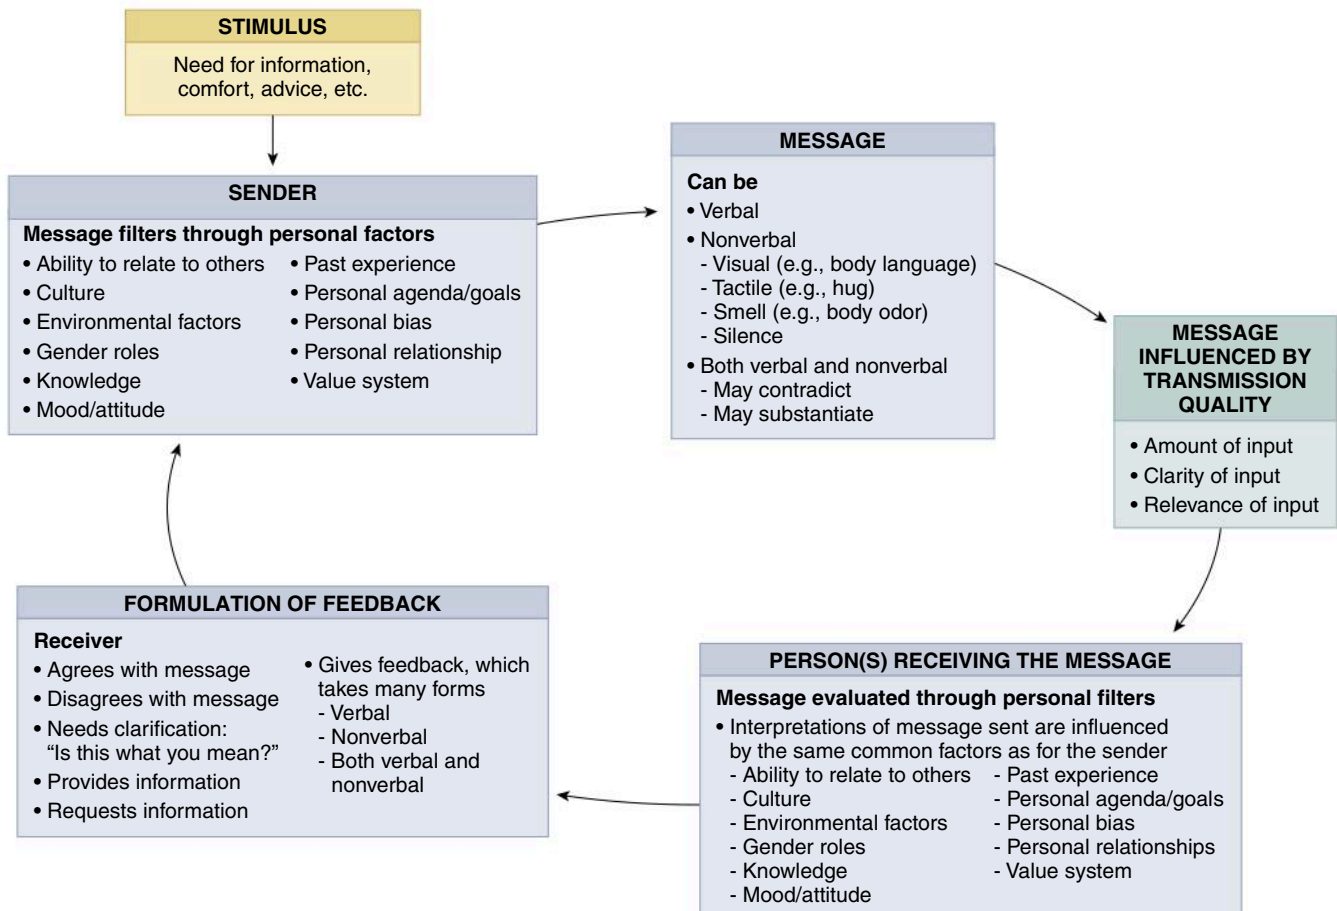 STIMULUS
Need for information,
comfort, advice, etc.
SENDER
Message filters through personal factors
• Ability to relate to others
• Culture
• Environmental factors
• Gender roles
• Knowledge
• Mood/attitude
• Past experience
• Personal agenda/goals
• Personal bias
• Personal relationship
• Value system
MESSAGE
Can be
• Verbal
• Nonverbal
- Visual (e.g., body language)
- Tactile (e.g., hug)
- Smell (e.g., body odor)
- Silence
• Both verbal and nonverbal
- May contradict
- May substantiate
MESSAGE
INFLUENCED BY
TRANSMISSION
QUALITY
• Amount of input
• Clarity of input
• Relevance of input
PERSON(S) RECEIVING THE MESSAGE
Message evaluated through personal filters
• Interpretations of message sent are influenced
by the same common factors as for the sender
- Ability to relate to others
- Culture
- Environmental factors
- Gender roles
- Knowledge
- Mood/attitude
- Past experience
- Personal agenda/goals
- Personal bias
- Personal relationships
- Value system
FORMULATION OF FEEDBACK
Receiver
• Agrees with message
• Disagrees with message
• Needs clarification:
“Is this what you mean?”
• Provides information
• Requests information
• Gives feedback, which
takes many forms
- Verbal
- Nonverbal
- Both verbal and
nonverbal